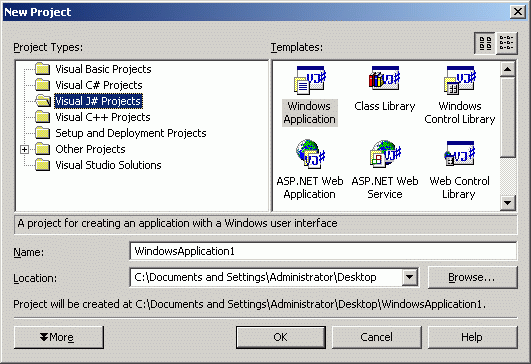 New Project
Project Types:
Templates:
Visual Basic Projects
Visual C# Projects
Visual J# Projects
Visual C++ Projects
Setup and Deployment Projects
Other Projects
Visual Studio Solutions
Windows
Application
Class Library
Windows
Control Library
ASP.NET Web
Application
ASP.NET Web
Service
Web Control
Library
A project for creating an application with a Windows user interface
Name:
WindowsApplication1
Location:
C:\Documents and Settings\Administrator\Desktop
Browse...
Project will be created at C:\Documents and Settings\Administrator\Desktop\WindowsApplication1.
More
OK
Cancel
Help